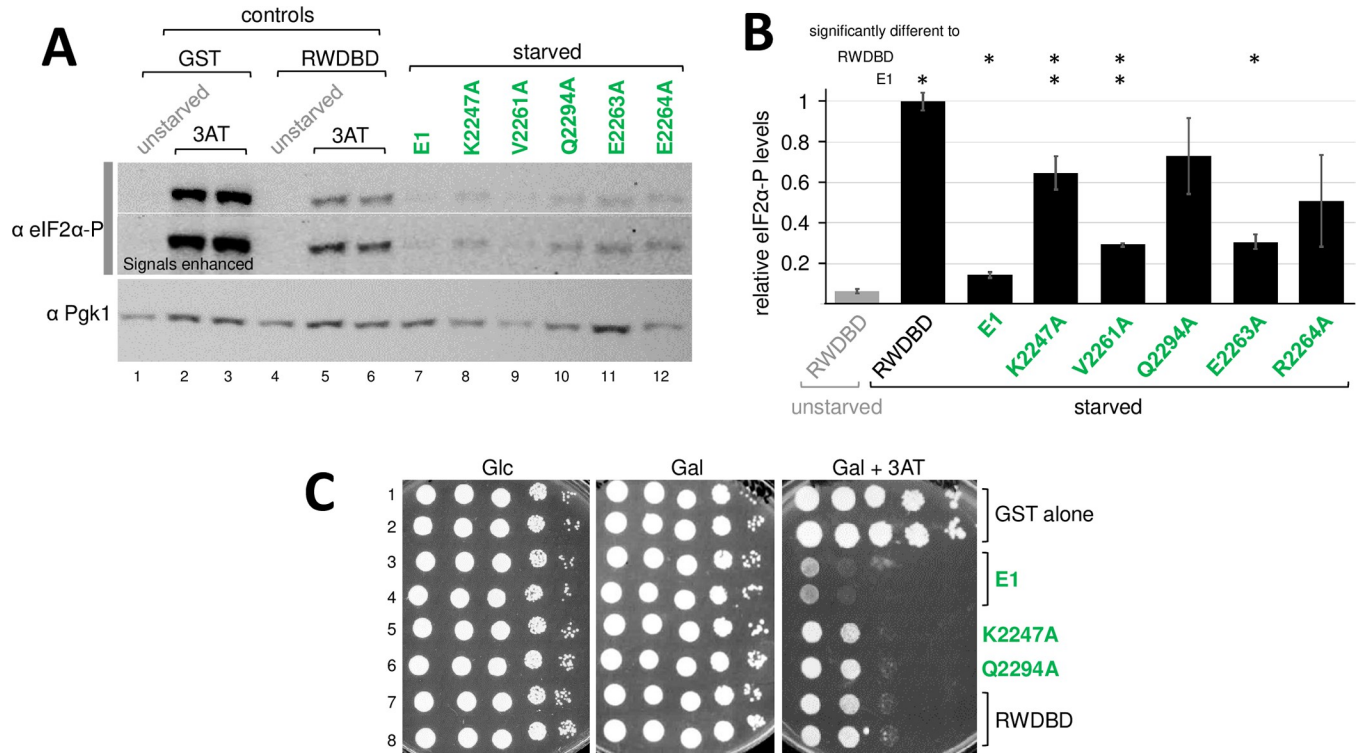 A
controls
GST
RWDBD
starved
unstarved
3AT
unstarved
3AT
E1
K2247A
V2261A
Q2294A
E2263A
E2264A
α eIF2α-P
Signals enhanced
α Pgk1
1 2 3 4 5 6 7 8 9 10 11 12
B
significantly different to
RWDBD * * * *
E1 * * *
relative eIF2α-P levels
1
0.8
0.6
0.4
0.2
RWDBD
RWDBD
E1
K2247A
V2261A
Q2294A
E2263A
R2264A
unstarved
starved
C
Glc Gal Gal + 3AT
1
2
3
4
5
6
7
8
GST alone
E1
K2247A
Q2294A
RWDBD